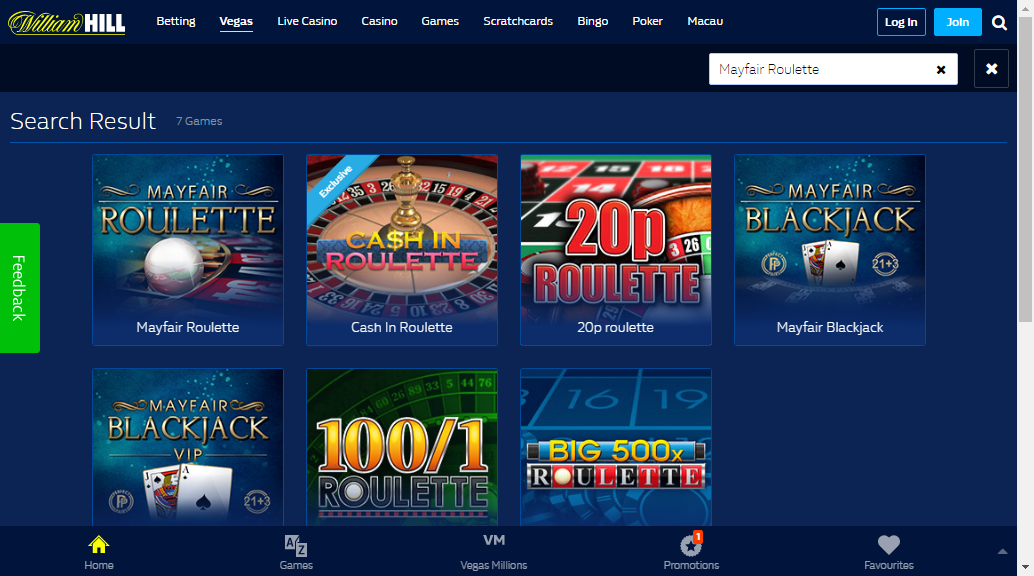 William HILL
Betting
Vegas
Live Casino
Casino
Games
Scratchcards
Bingo
Poker
Macau
Log In
Join
Mayfair Roulette
Search Result
7 Games
MAYFAIR
ROULETTE
Mayfair Roulette
Exclusive
CA$H IN
ROULETTE
Cash In Roulette
20p
ROULETTE
20p roulette
MAYFAIR
BLACKJACK
21+3
Mayfair Blackjack
Feedback
MAYFAIR
BLACKJACK
VIP
21+3
100/1
ROULETTE
16
19
BIG 500x
ROULETTE
Home
A Z
Games
VM
Vegas Millions
1
Promotions
Favourites